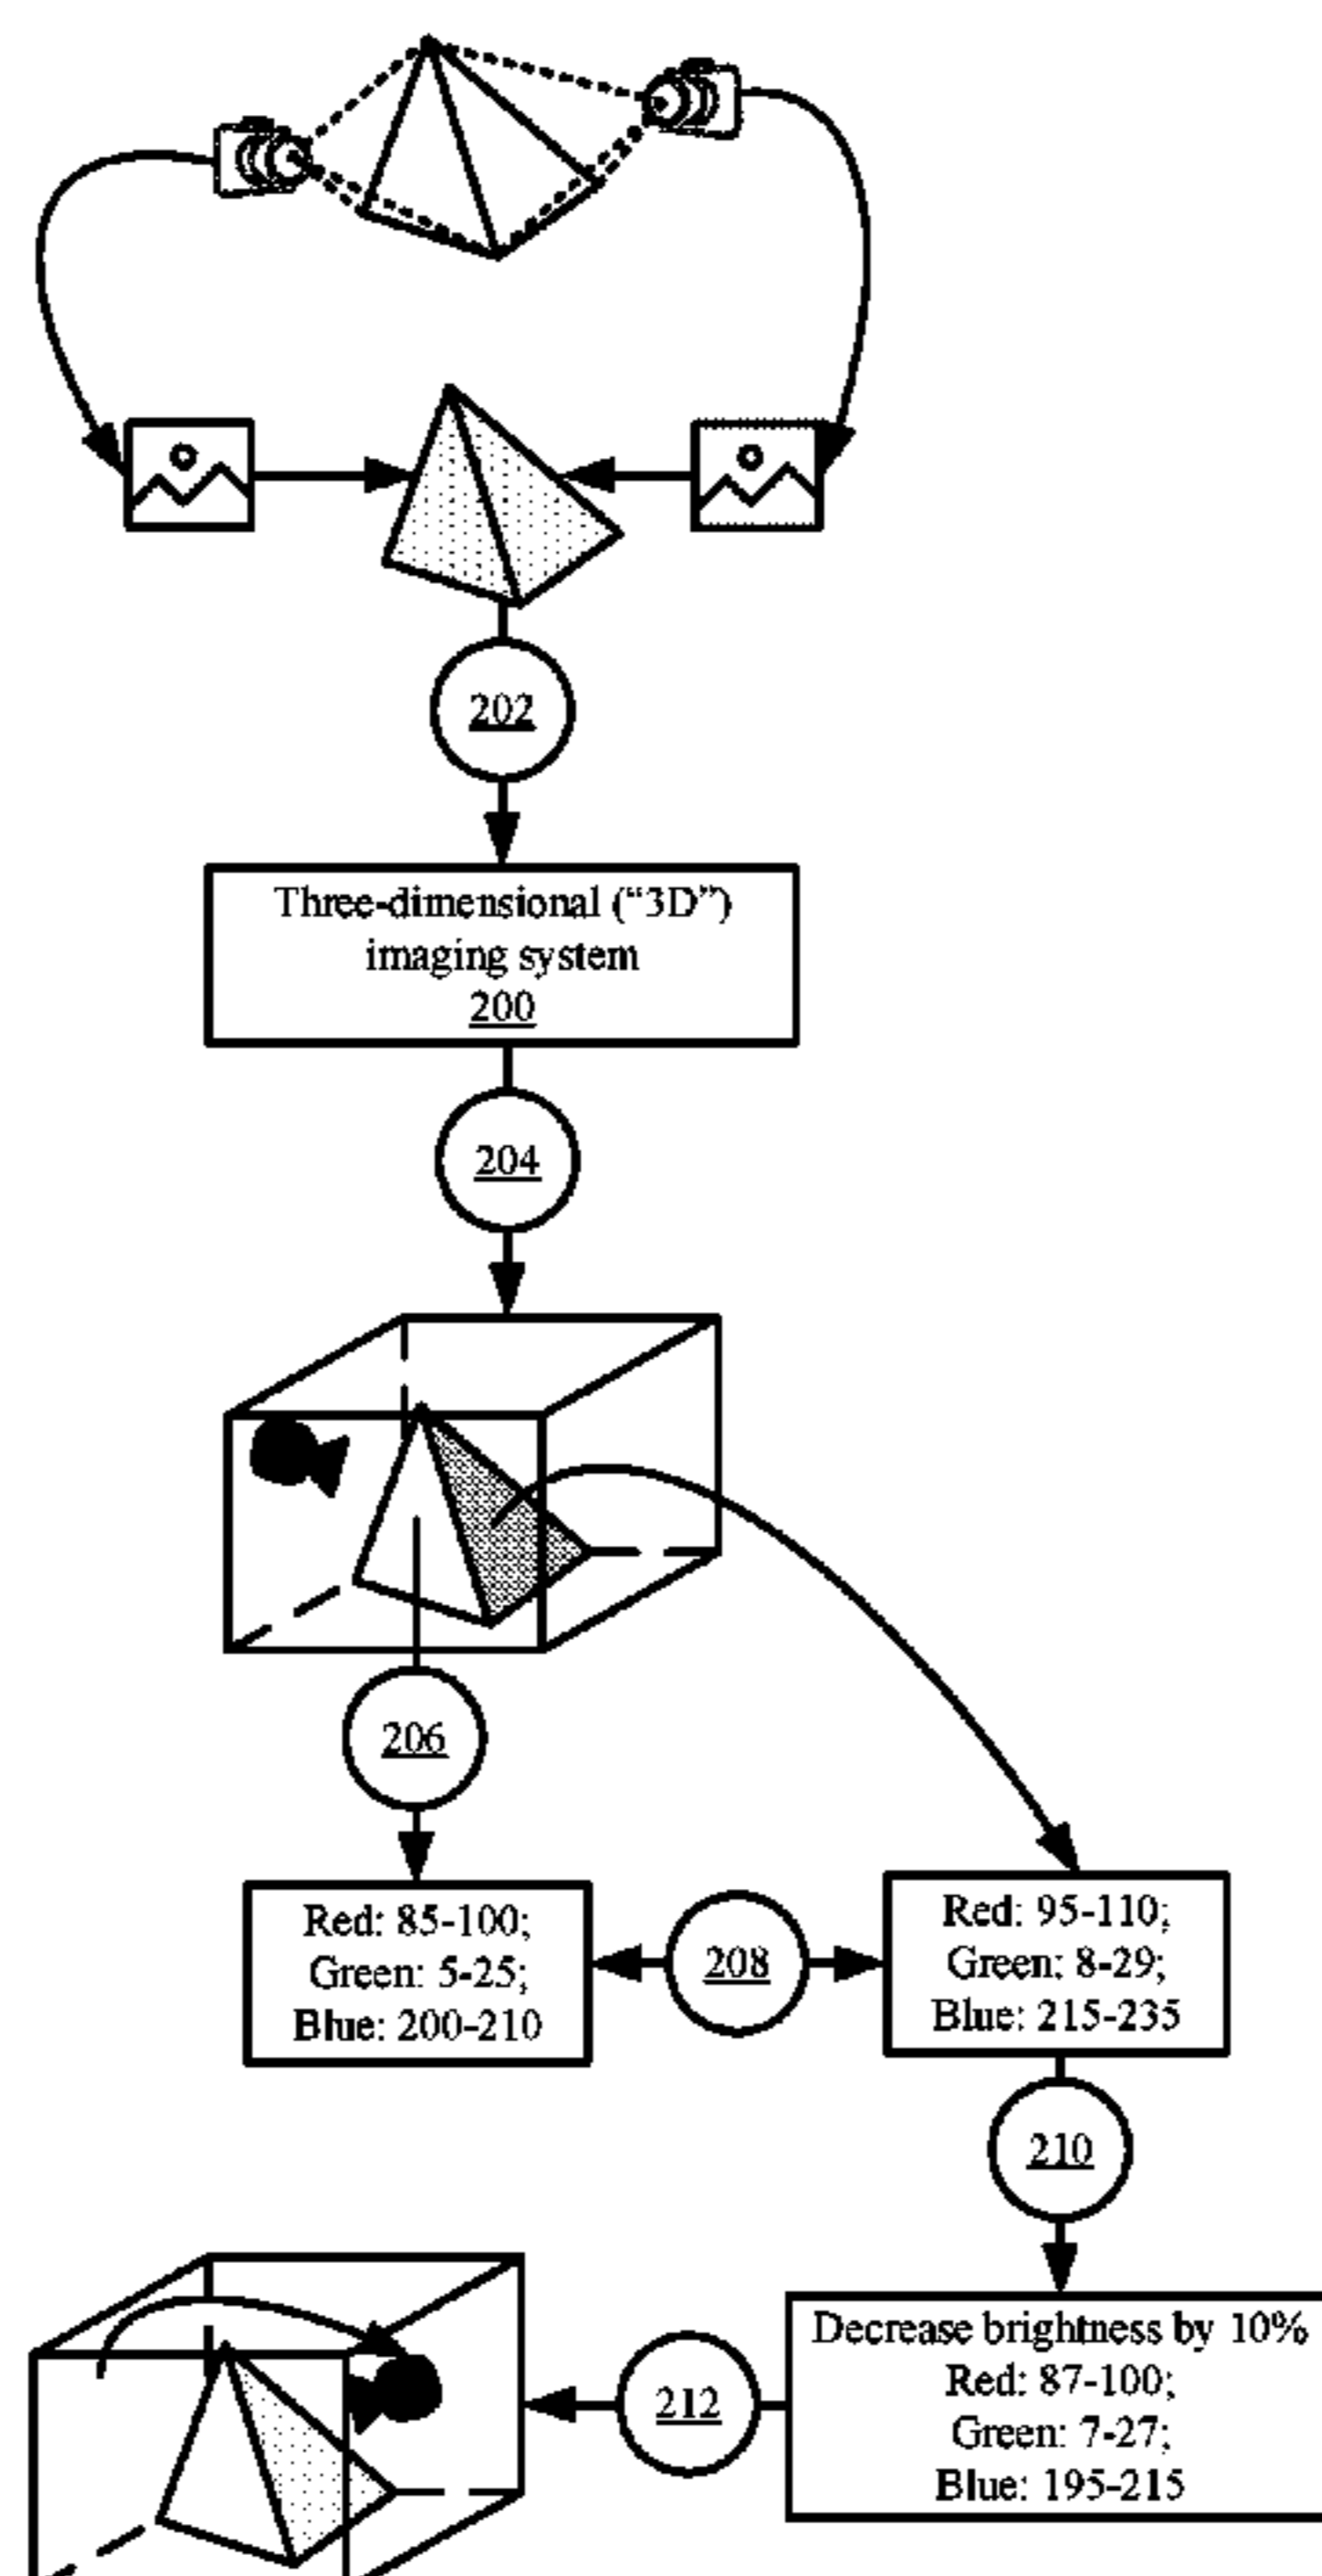 202
Three-dimensional (“3D”)
imaging system
200
204
206
Red: 85-100;
Green: 5-25;
Blue: 200-210
208
Red: 95-110;
Green: 8-29;
Blue: 215-235
210
Decrease brightness by 10%
Red: 87-100;
Green: 7-27;
Blue: 195-215
212